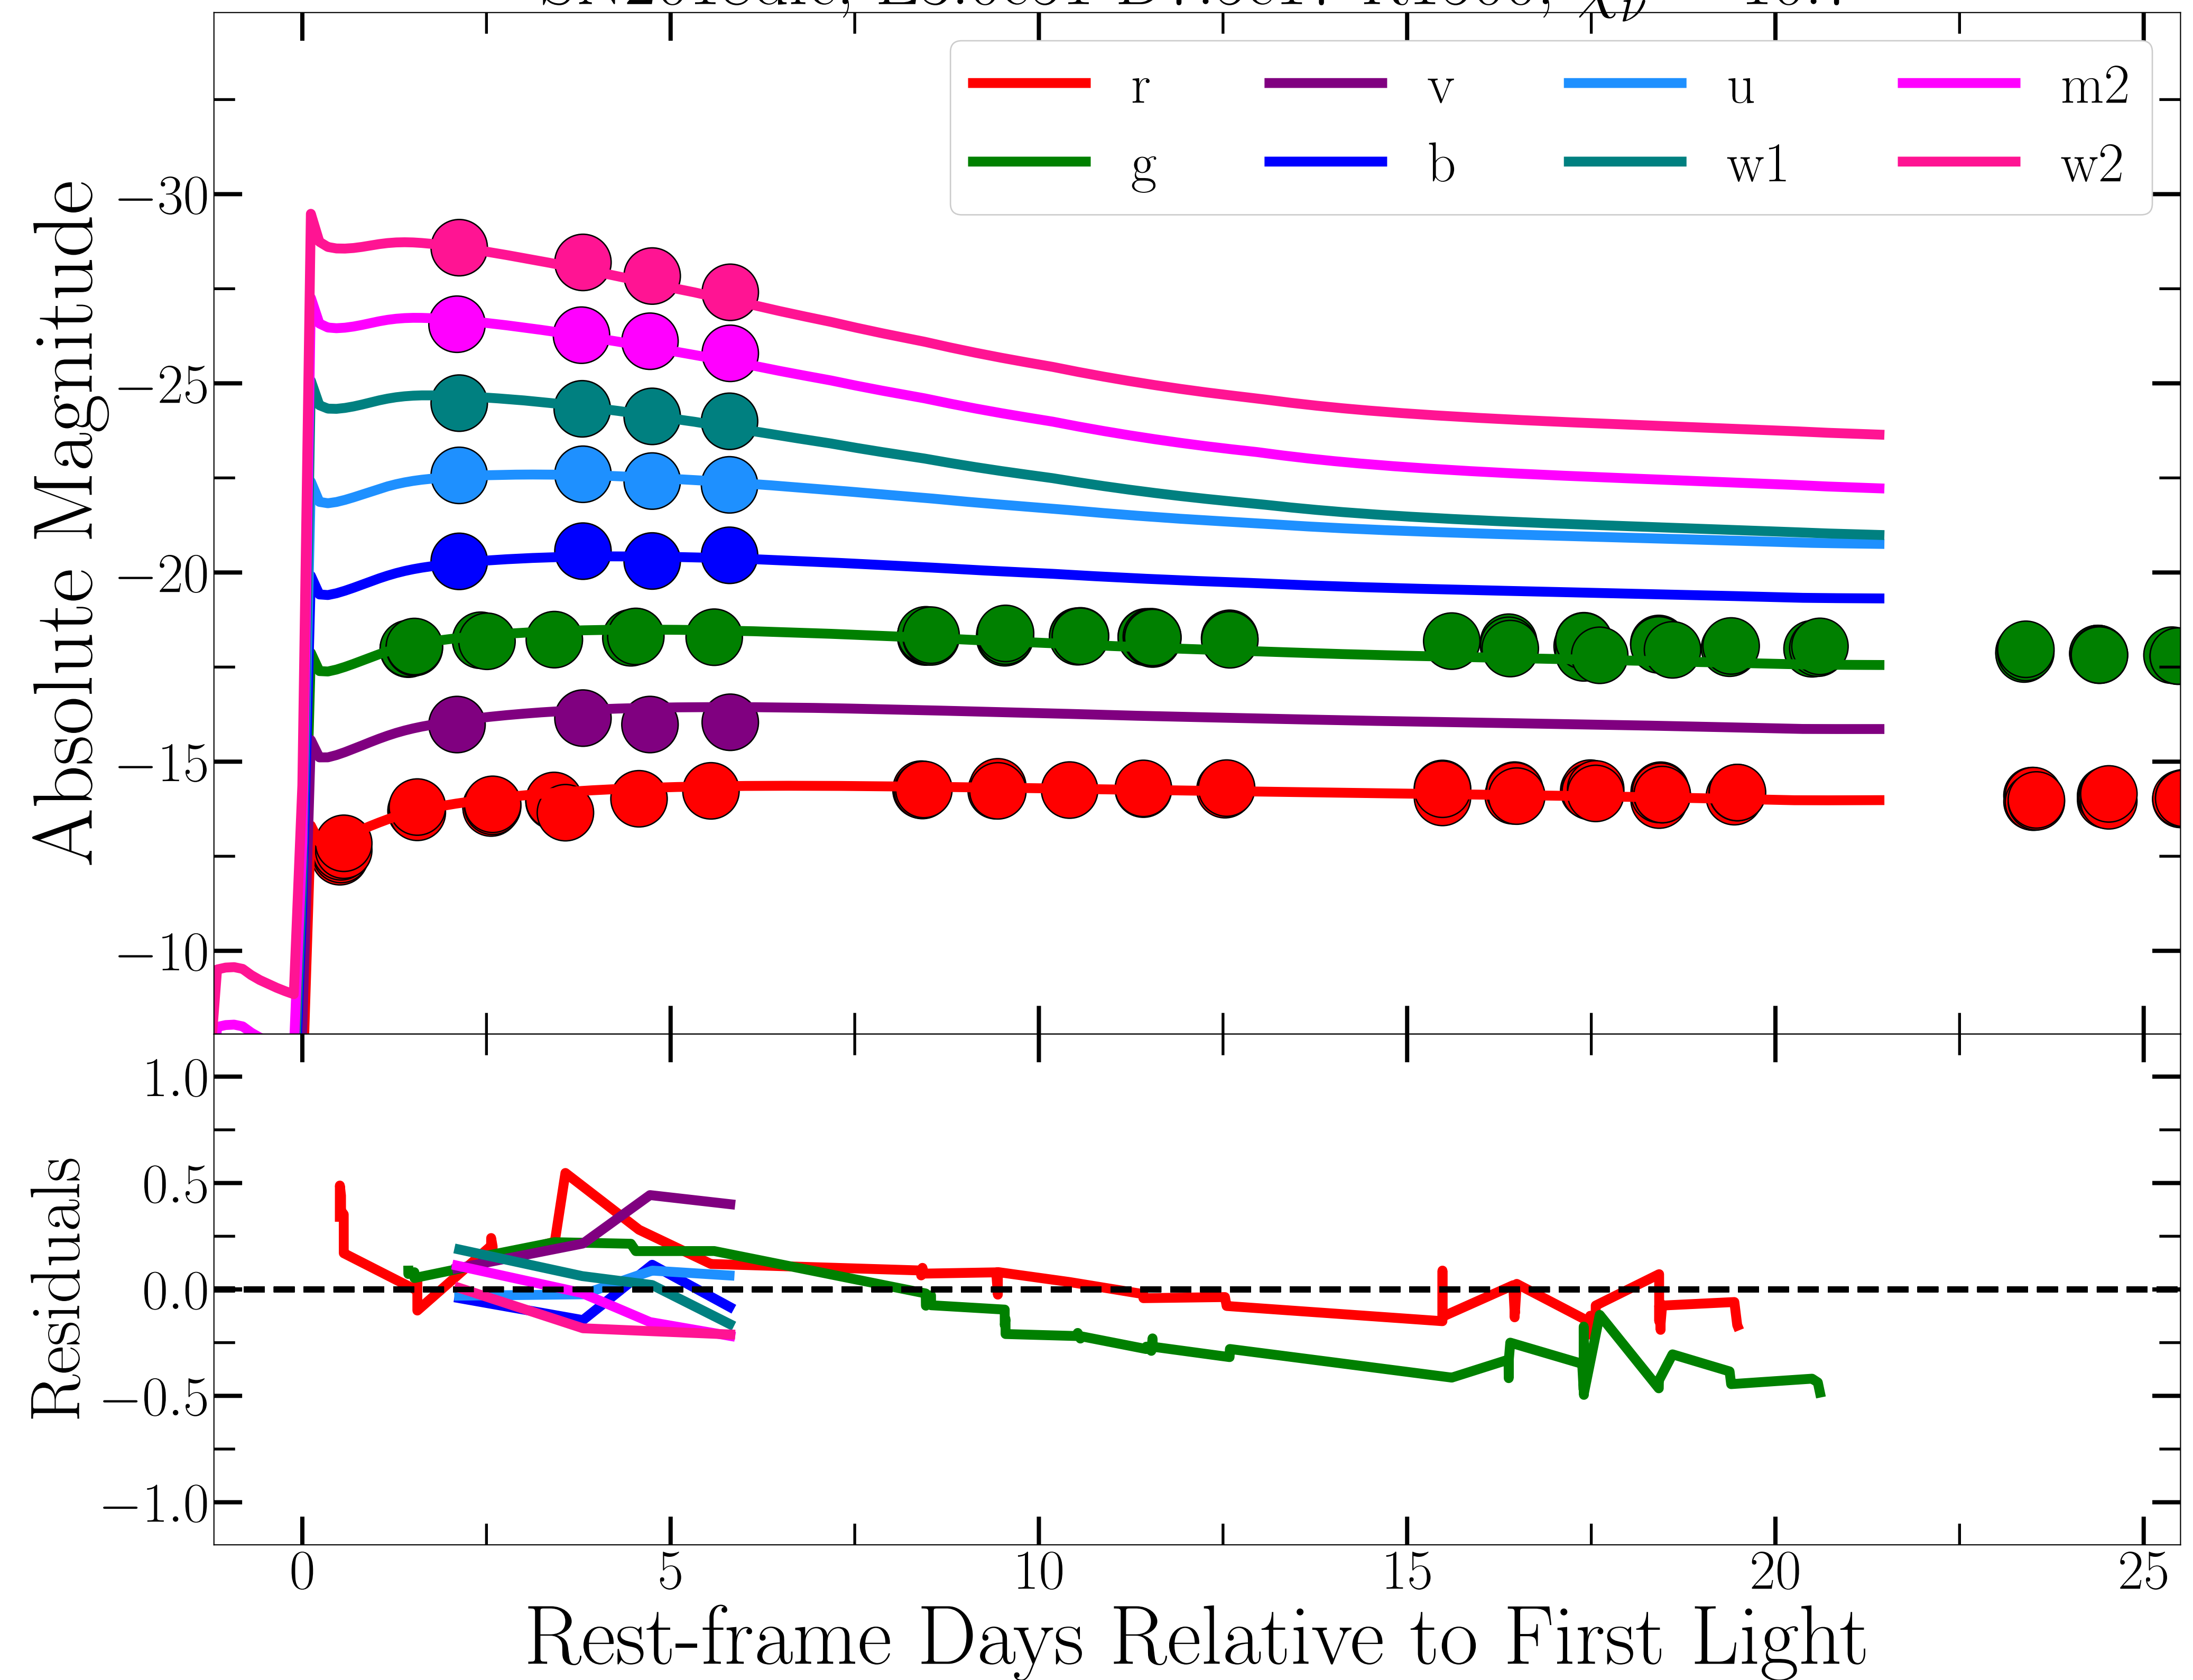 r v u m2
g b w1 w2
Absolute Magnitude
−30
−25
−20
−15
−10
Residuals
1.0
0.5
0.0
−0.5
−1.0
0 5 10 15 20 25
Rest-frame Days Relative to First Light